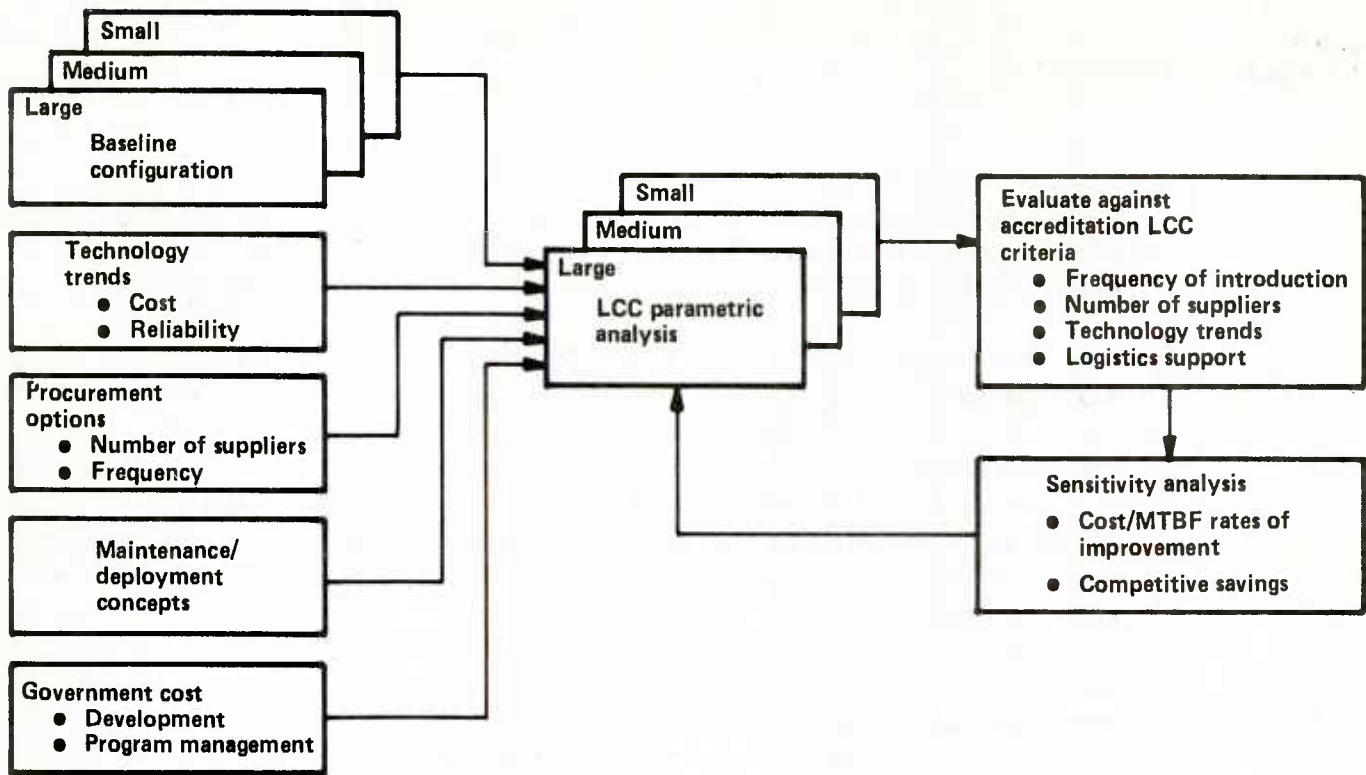 Small
Medium
Large
Baseline
configuration
Technology
trends
● Cost
● Reliability
Procurement
options
● Number of suppliers
● Frequency
Maintenance/
deployment
concepts
Government cost
● Development
● Program management
Small
Medium
Large
LCC parametric
analysis
Evaluate against
accreditation LCC
criteria
● Frequency of introduction
● Number of suppliers
● Technology trends
● Logistics support
Sensitivity analysis
● Cost/MTBF rates of
improvement
● Competitive savings